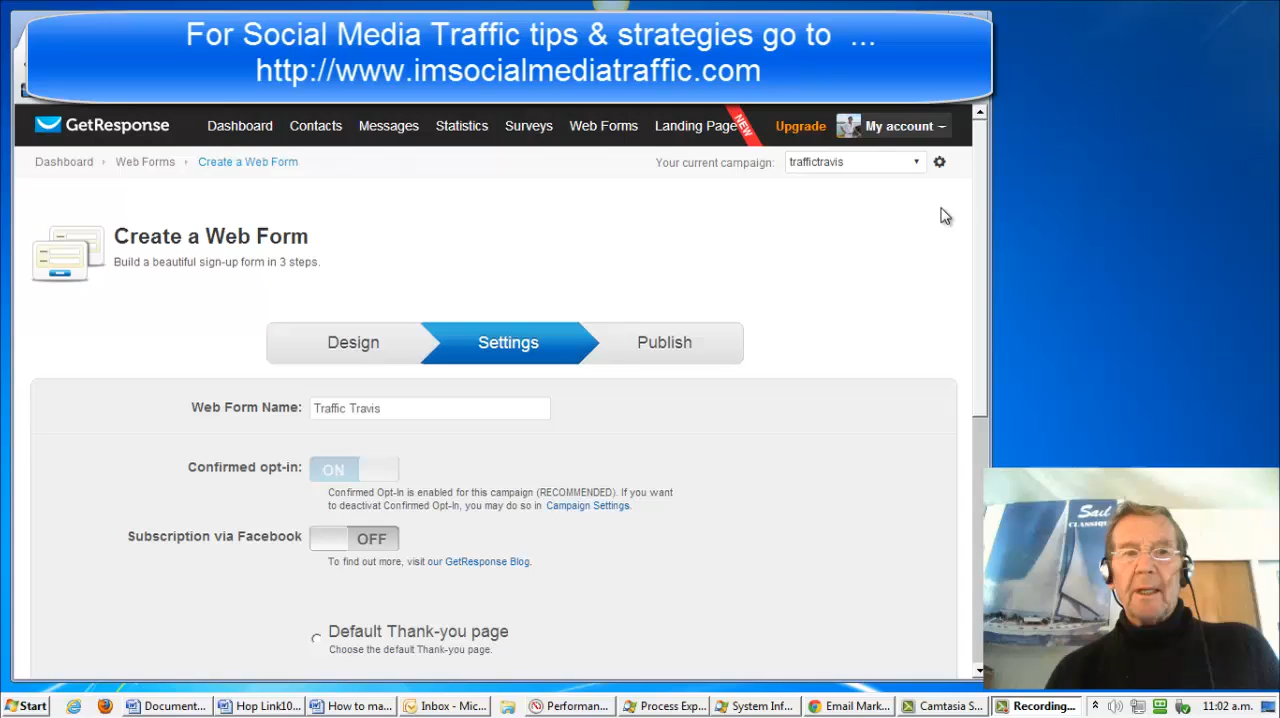 For Social Media Traffic tips & strategies go to ...
http://www.imsocialmediatraffic.com
GetResponse Dashboard Contacts Messages Statistics Surveys Web Forms Landing Page NEW Upgrade My account
Dashboard › Web Forms › Create a Web Form Your current campaign: traffictravis
Create a Web Form
Build a beautiful sign-up form in 3 steps.
Design Settings Publish
Web Form Name: Traffic Travis
Confirmed opt-in: ON
Confirmed Opt-In is enabled for this campaign (RECOMMENDED). If you want
to deactivat Confirmed Opt-In, you may do so in Campaign Settings.
Subscription via Facebook OFF
To find out more, visit our GetResponse Blog.
Default Thank-you page
Choose the default Thank-you page.
Sail
CLASSIQUE
Start Document... Hop Link10... How to ma... Inbox - Mic... Performan... Process Exp... System Inf... Email Mark... Camtasia S... Recording... 11:02 a.m.